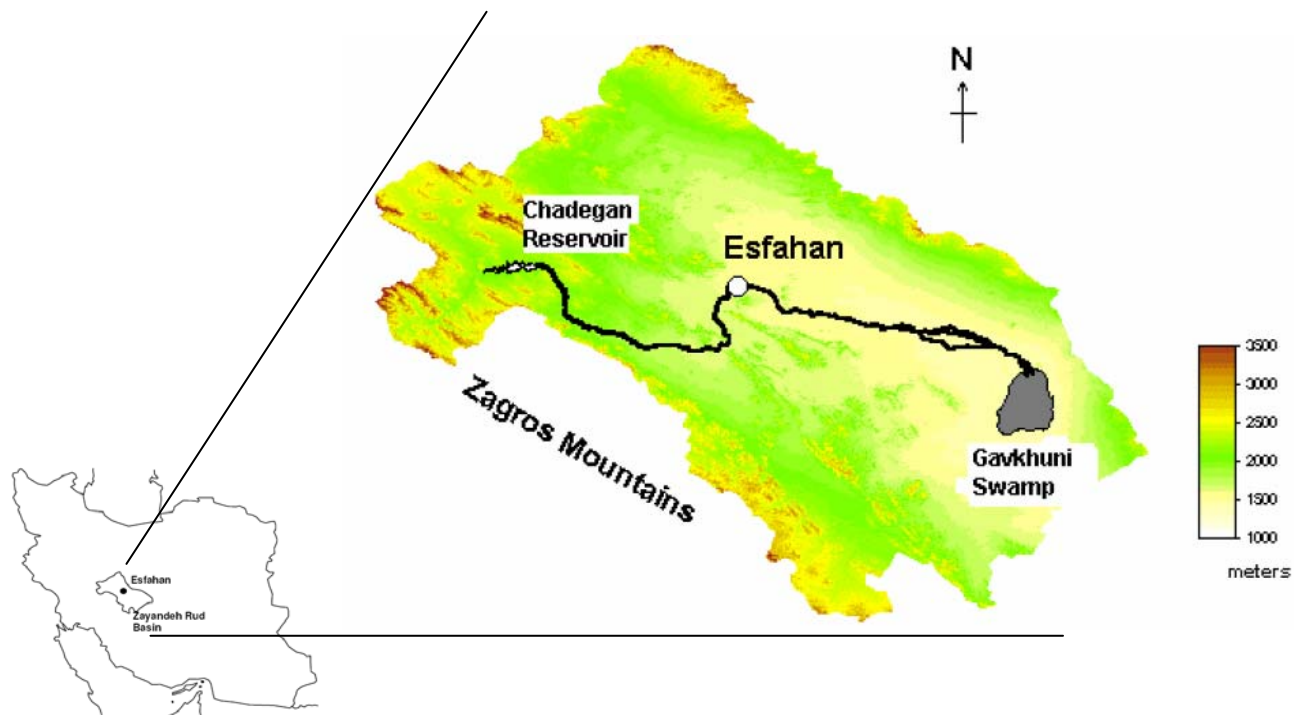 N
Chadegan
Reservoir
Esfahan
Zagros Mountains
Gavkhuni
Swamp
3500
3000
2500
2000
1500
1000
meters
Esfahan
Zayandeh Rud
Basin